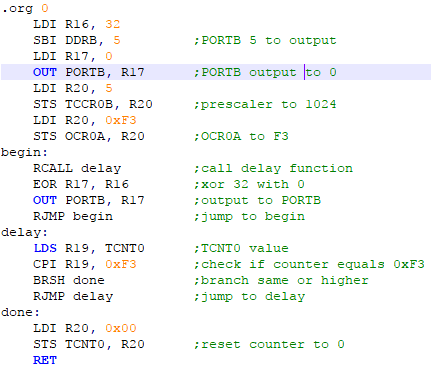 .org 0
    LDI R16, 32
    SBI DDRB, 5         ;PORTB 5 to output
    LDI R17, 0
    OUT PORTB, R17      ;PORTB output to 0
    LDI R20, 5
    STS TCCR0B, R20     ;prescaler to 1024
    LDI R20, 0xF3
    STS OCR0A, R20      ;OCR0A to F3
begin:
    RCALL delay         ;call delay function
    EOR R17, R16        ;xor 32 with 0
    OUT PORTB, R17      ;output to PORTB
    RJMP begin          ;jump to begin
delay:
    LDS R19, TCNT0      ;TCNT0 value
    CPI R19, 0xF3       ;check if counter equals 0xF3
    BRSH done           ;branch same or higher
    RJMP delay          ;jump to delay
done:
    LDI R20, 0x00
    STS TCNT0, R20      ;reset counter to 0
    RET